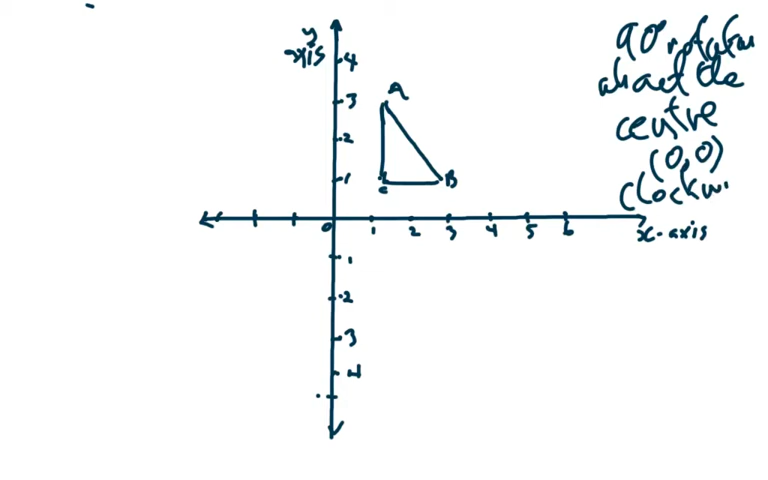 90° rotation
about the
centre
(0,0)
clockwi
y
axis
4
3
2
1
A
B
C
0
1
2
3
4
5
6
x-axis
1
2
3
4